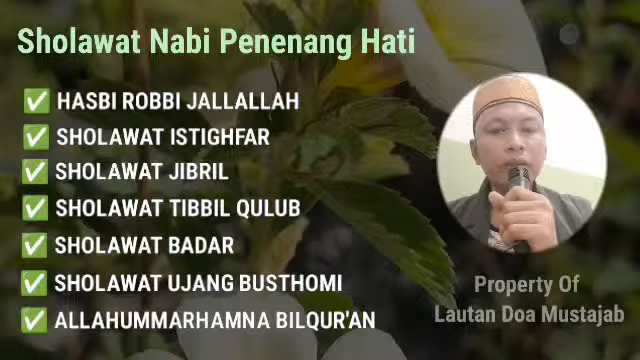 Sholawat Nabi Penenang Hati
✅ HASBI ROBBI JALLALLAH
✅ SHOLAWAT ISTIGHFAR
✅ SHOLAWAT JIBRIL
✅ SHOLAWAT TIBBIL QULUB
✅ SHOLAWAT BADAR
✅ SHOLAWAT UJANG BUSTHOMI
✅ ALLAHUMMARHAMNA BILQUR'AN
Property Of
Lautan Doa Mustajab